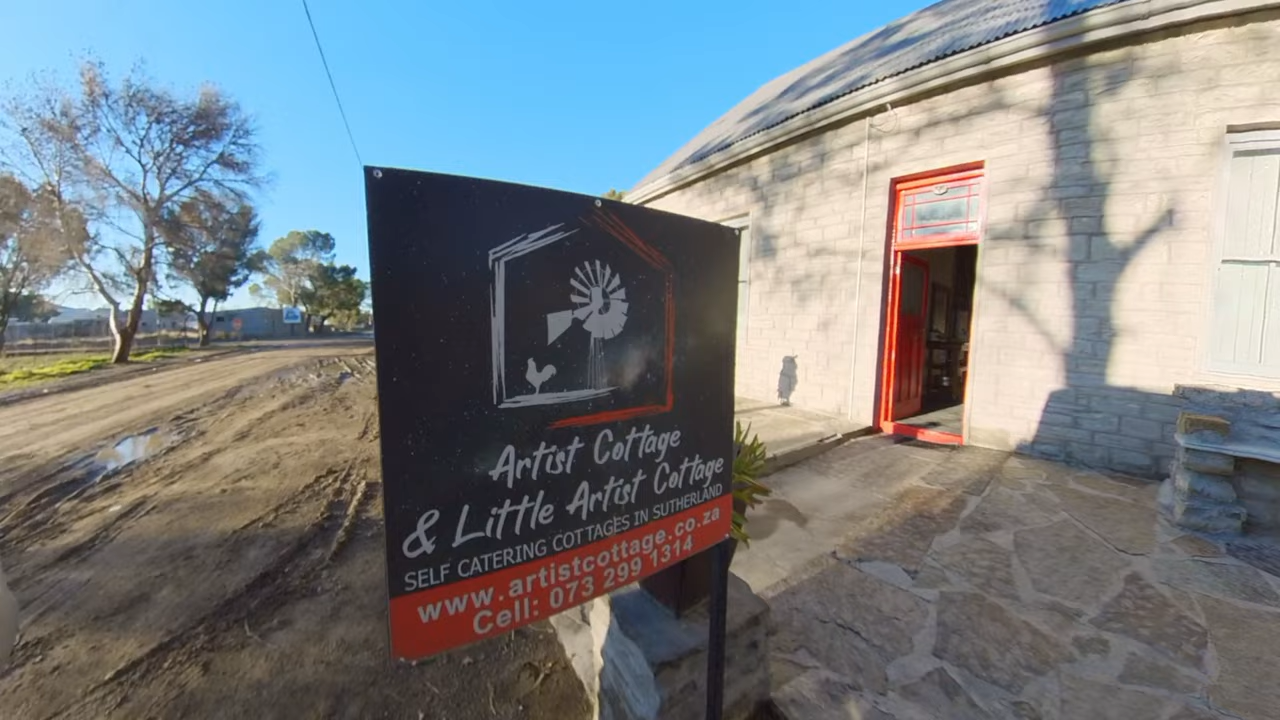 Artist Cottage
& Little Artist Cottage
SELF CATERING COTTAGES IN SUTHERLAND
www.artistcottage.co.za
Cell: 073 299 1314